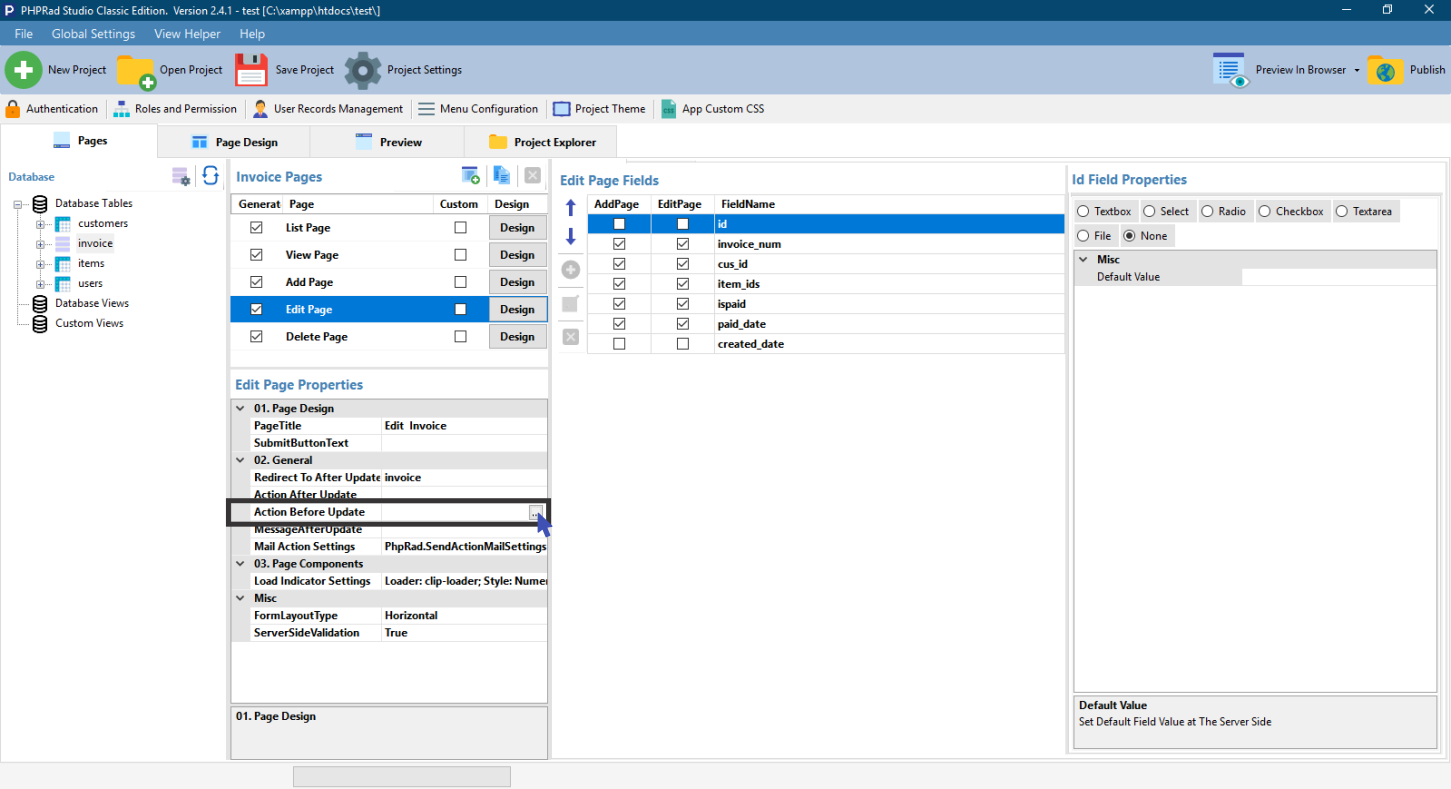 PHPRad Studio Classic Edition.  Version 2.4.1 - test [C:\xampp\htdocs\test\]
File Global Settings View Helper Help
New Project Open Project Save Project Project Settings Preview In Browser Publish
Authentication Roles and Permission User Records Management Menu Configuration Project Theme App Custom CSS
Pages Page Design Preview Project Explorer
Database
Database Tables
customers
invoice
items
users
Database Views
Custom Views
Invoice Pages
Generat Page Custom Design
List Page Design
View Page Design
Add Page Design
Edit Page Design
Delete Page Design
Edit Page Properties
01. Page Design
PageTitle Edit  Invoice
SubmitButtonText
02. General
Redirect To After Update invoice
Action After Update
Action Before Update ...
MessageAfterUpdate
Mail Action Settings PhpRad.SendActionMailSettings
03. Page Components
Load Indicator Settings Loader: clip-loader; Style: Numer
Misc
FormLayoutType Horizontal
ServerSideValidation True
01. Page Design
Edit Page Fields
AddPage EditPage FieldName
id
invoice_num
cus_id
item_ids
ispaid
paid_date
created_date
Id Field Properties
Textbox Select Radio Checkbox Textarea
File None
Misc
Default Value
Default Value
Set Default Field Value at The Server Side